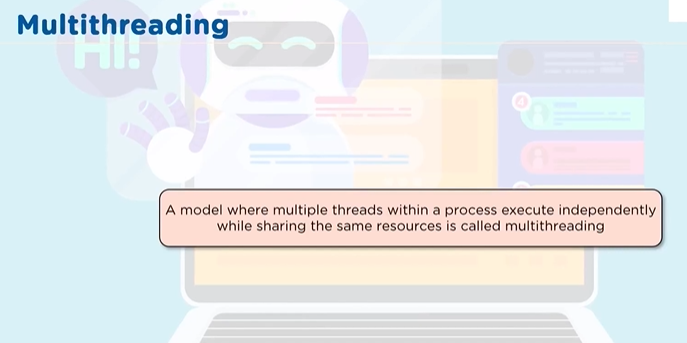 Multithreading
HI!
A model where multiple threads within a process execute independently
while sharing the same resources is called multithreading